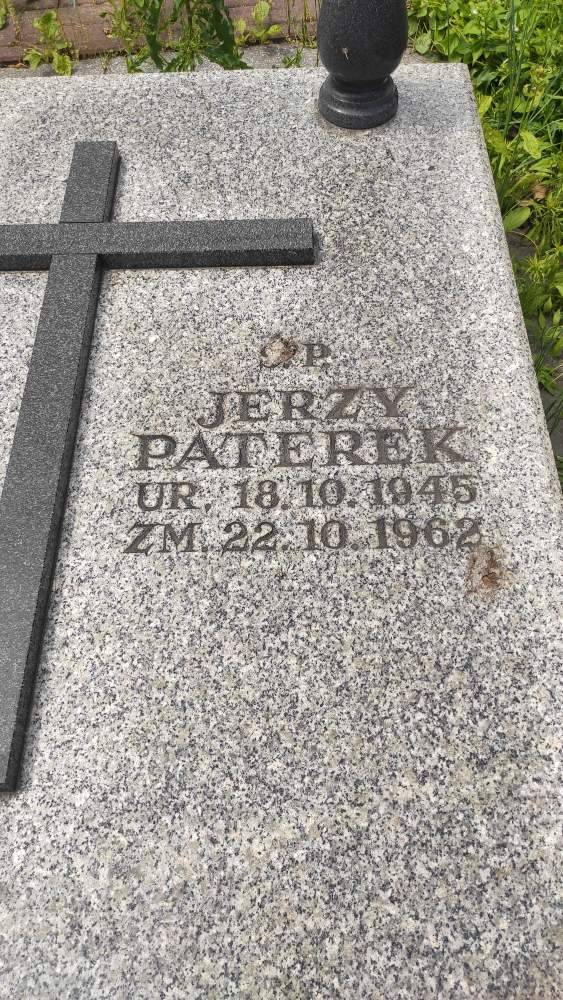 Ś.P.
JERZY
PATEREK
UR. 18.10.1945
ZM. 22.10.1962